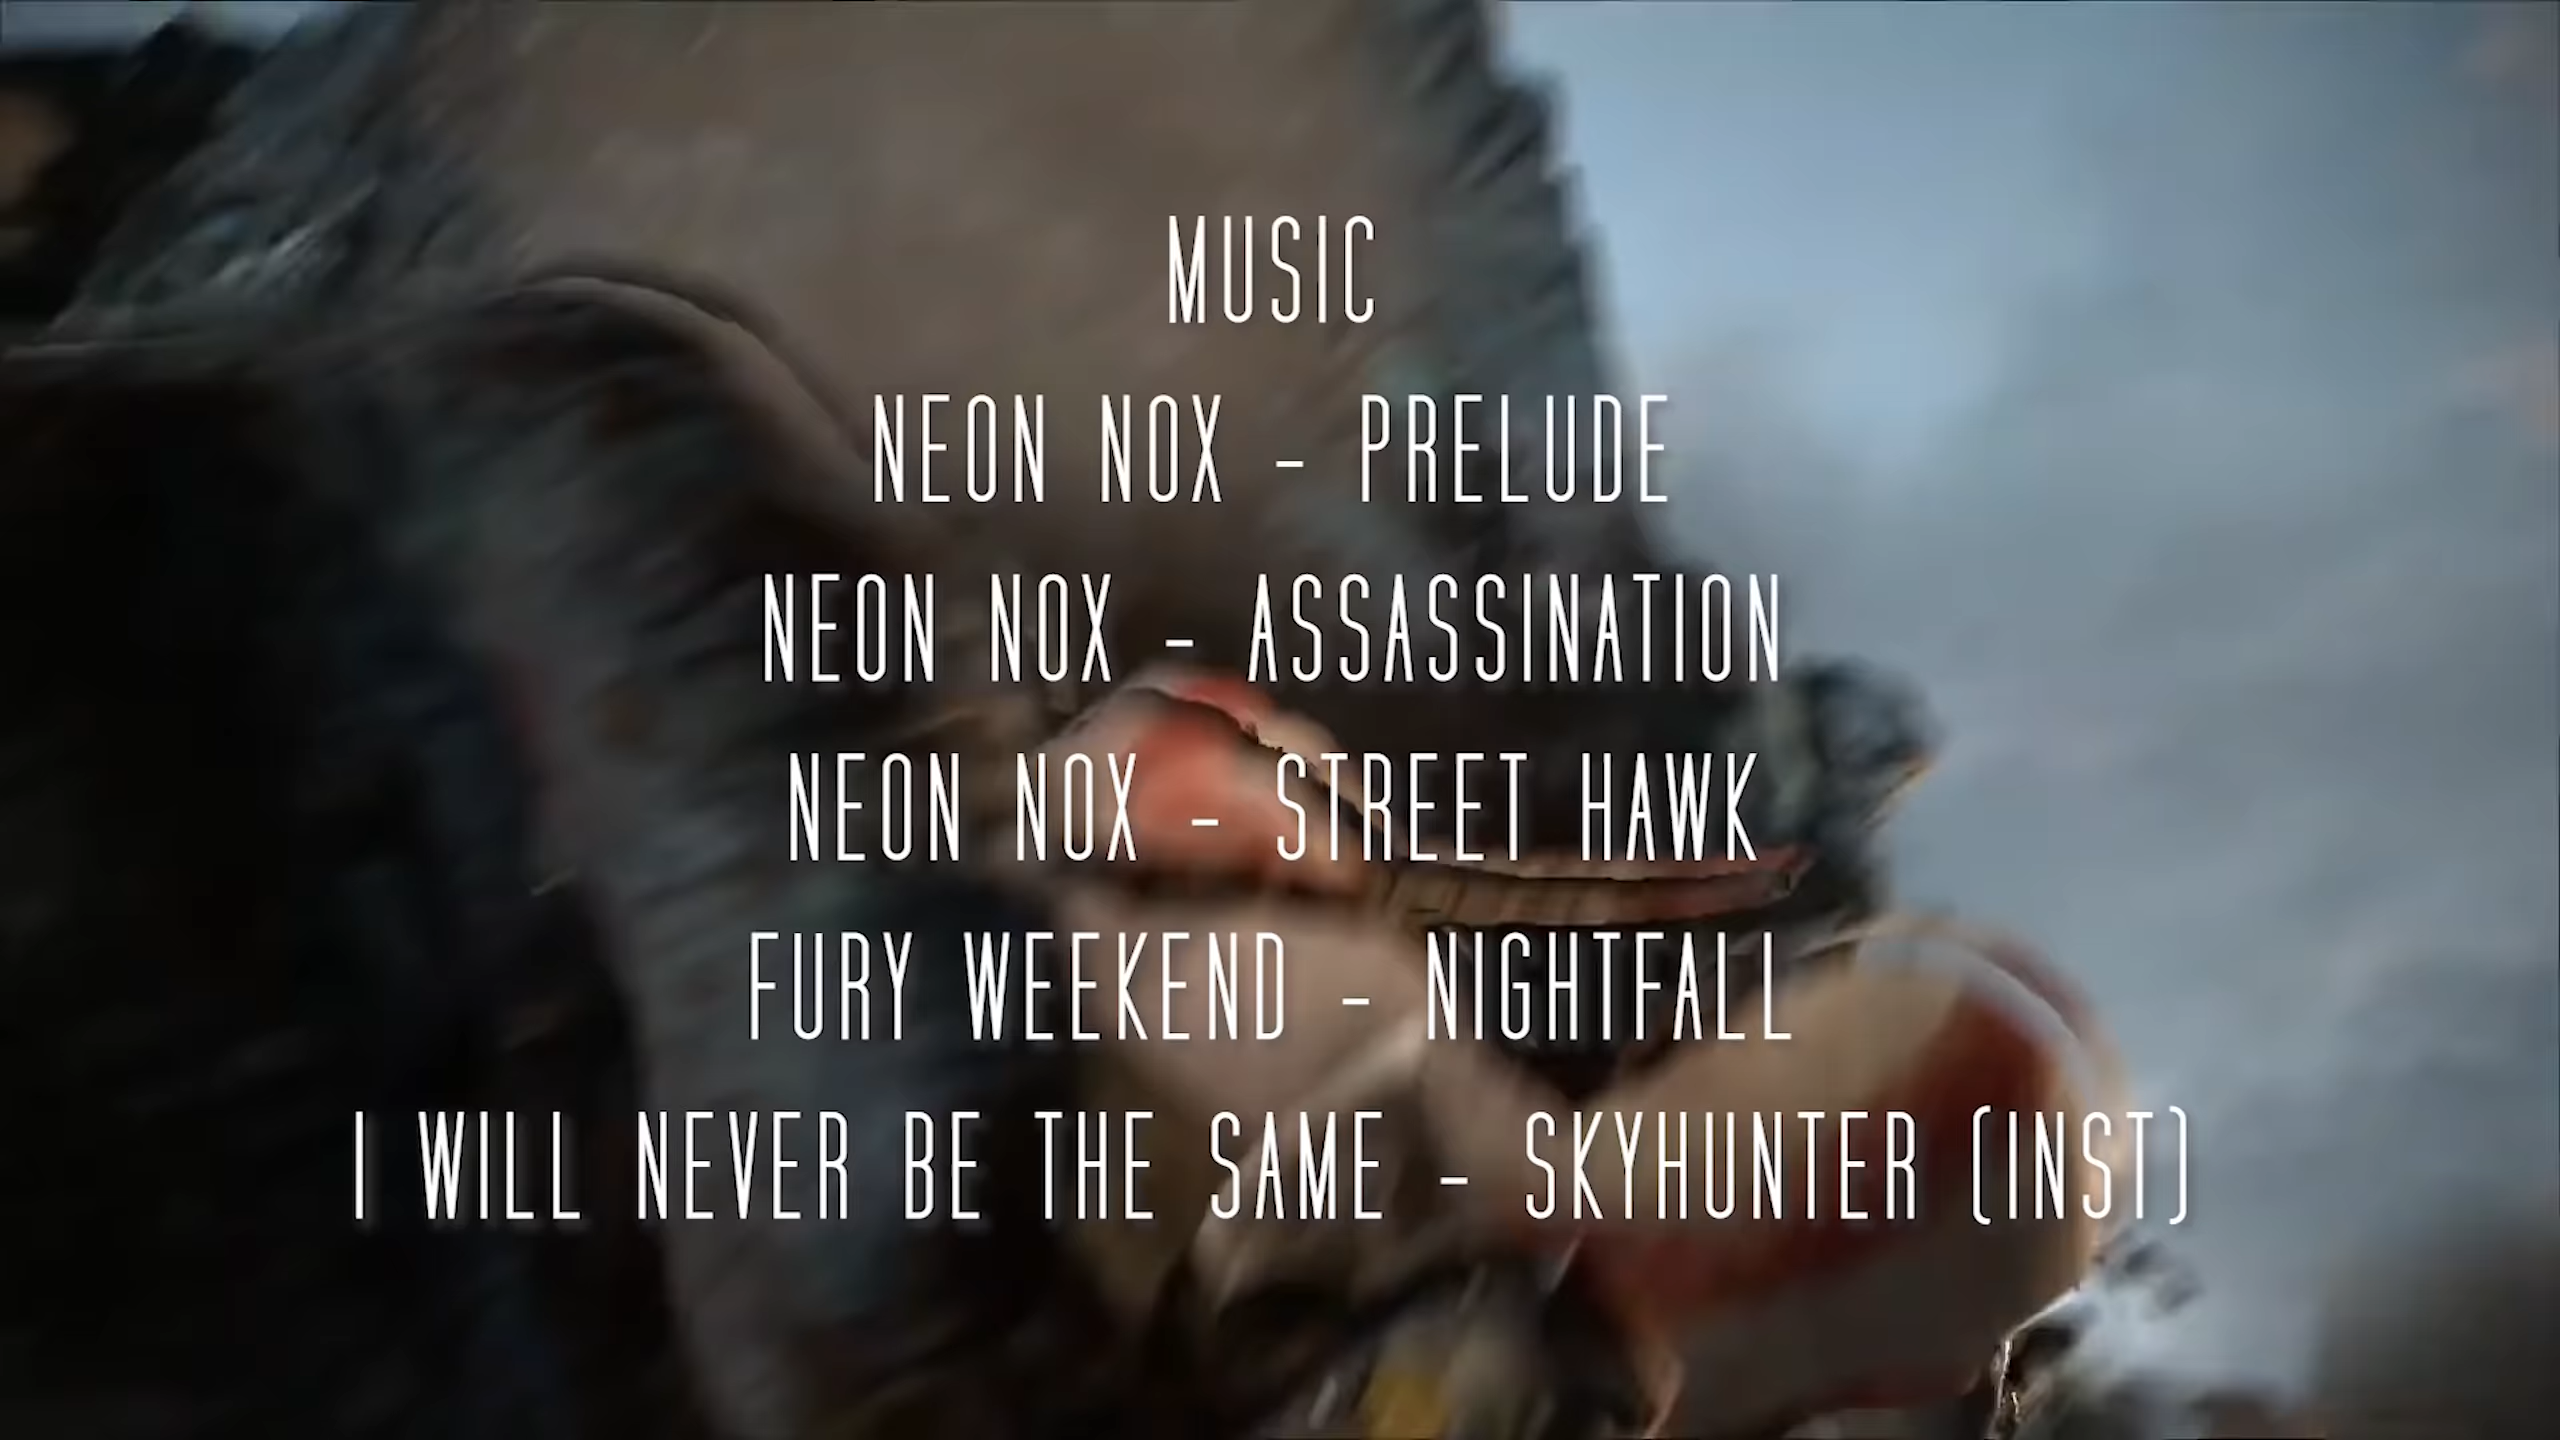 MUSIC
NEON NOX - PRELUDE
NEON NOX - ASSASSINATION
NEON NOX - STREET HAWK
FURY WEEKEND - NIGHTFALL
I WILL NEVER BE THE SAME - SKYHUNTER (INST)